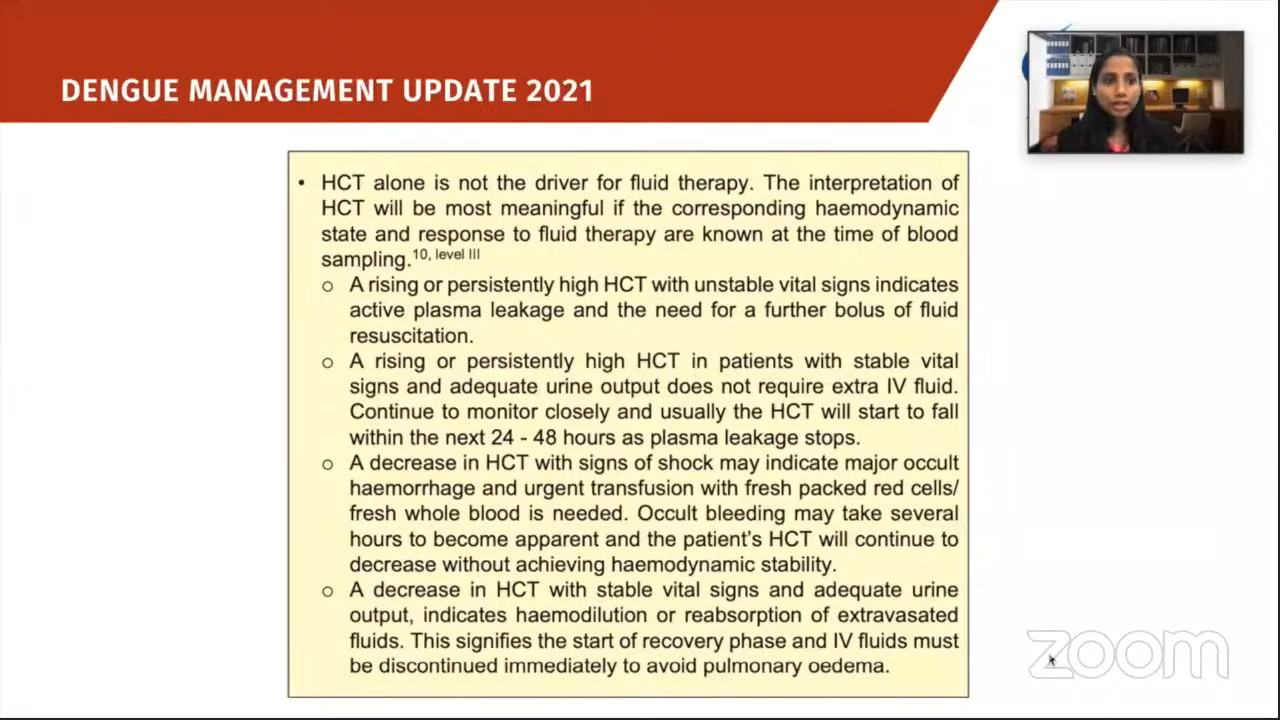 DENGUE MANAGEMENT UPDATE 2021
• HCT alone is not the driver for fluid therapy. The interpretation of
HCT will be most meaningful if the corresponding haemodynamic
state and response to fluid therapy are known at the time of blood
sampling.10, level III
o A rising or persistently high HCT with unstable vital signs indicates
active plasma leakage and the need for a further bolus of fluid
resuscitation.
o A rising or persistently high HCT in patients with stable vital
signs and adequate urine output does not require extra IV fluid.
Continue to monitor closely and usually the HCT will start to fall
within the next 24 - 48 hours as plasma leakage stops.
o A decrease in HCT with signs of shock may indicate major occult
haemorrhage and urgent transfusion with fresh packed red cells/
fresh whole blood is needed. Occult bleeding may take several
hours to become apparent and the patient's HCT will continue to
decrease without achieving haemodynamic stability.
o A decrease in HCT with stable vital signs and adequate urine
output, indicates haemodilution or reabsorption of extravasated
fluids. This signifies the start of recovery phase and IV fluids must
be discontinued immediately to avoid pulmonary oedema.
zoom